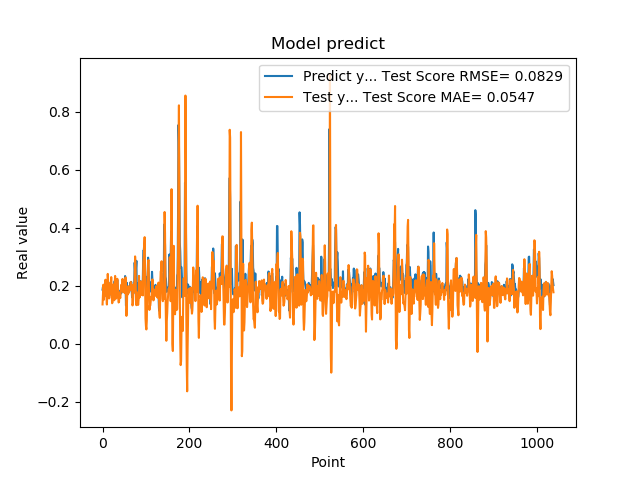 Model predict
Predict y... Test Score RMSE= 0.0829
Test y... Test Score MAE= 0.0547
0.8
0.6
0.4
0.2
0.0
−0.2
Real value
0 200 400 600 800 1000
Point